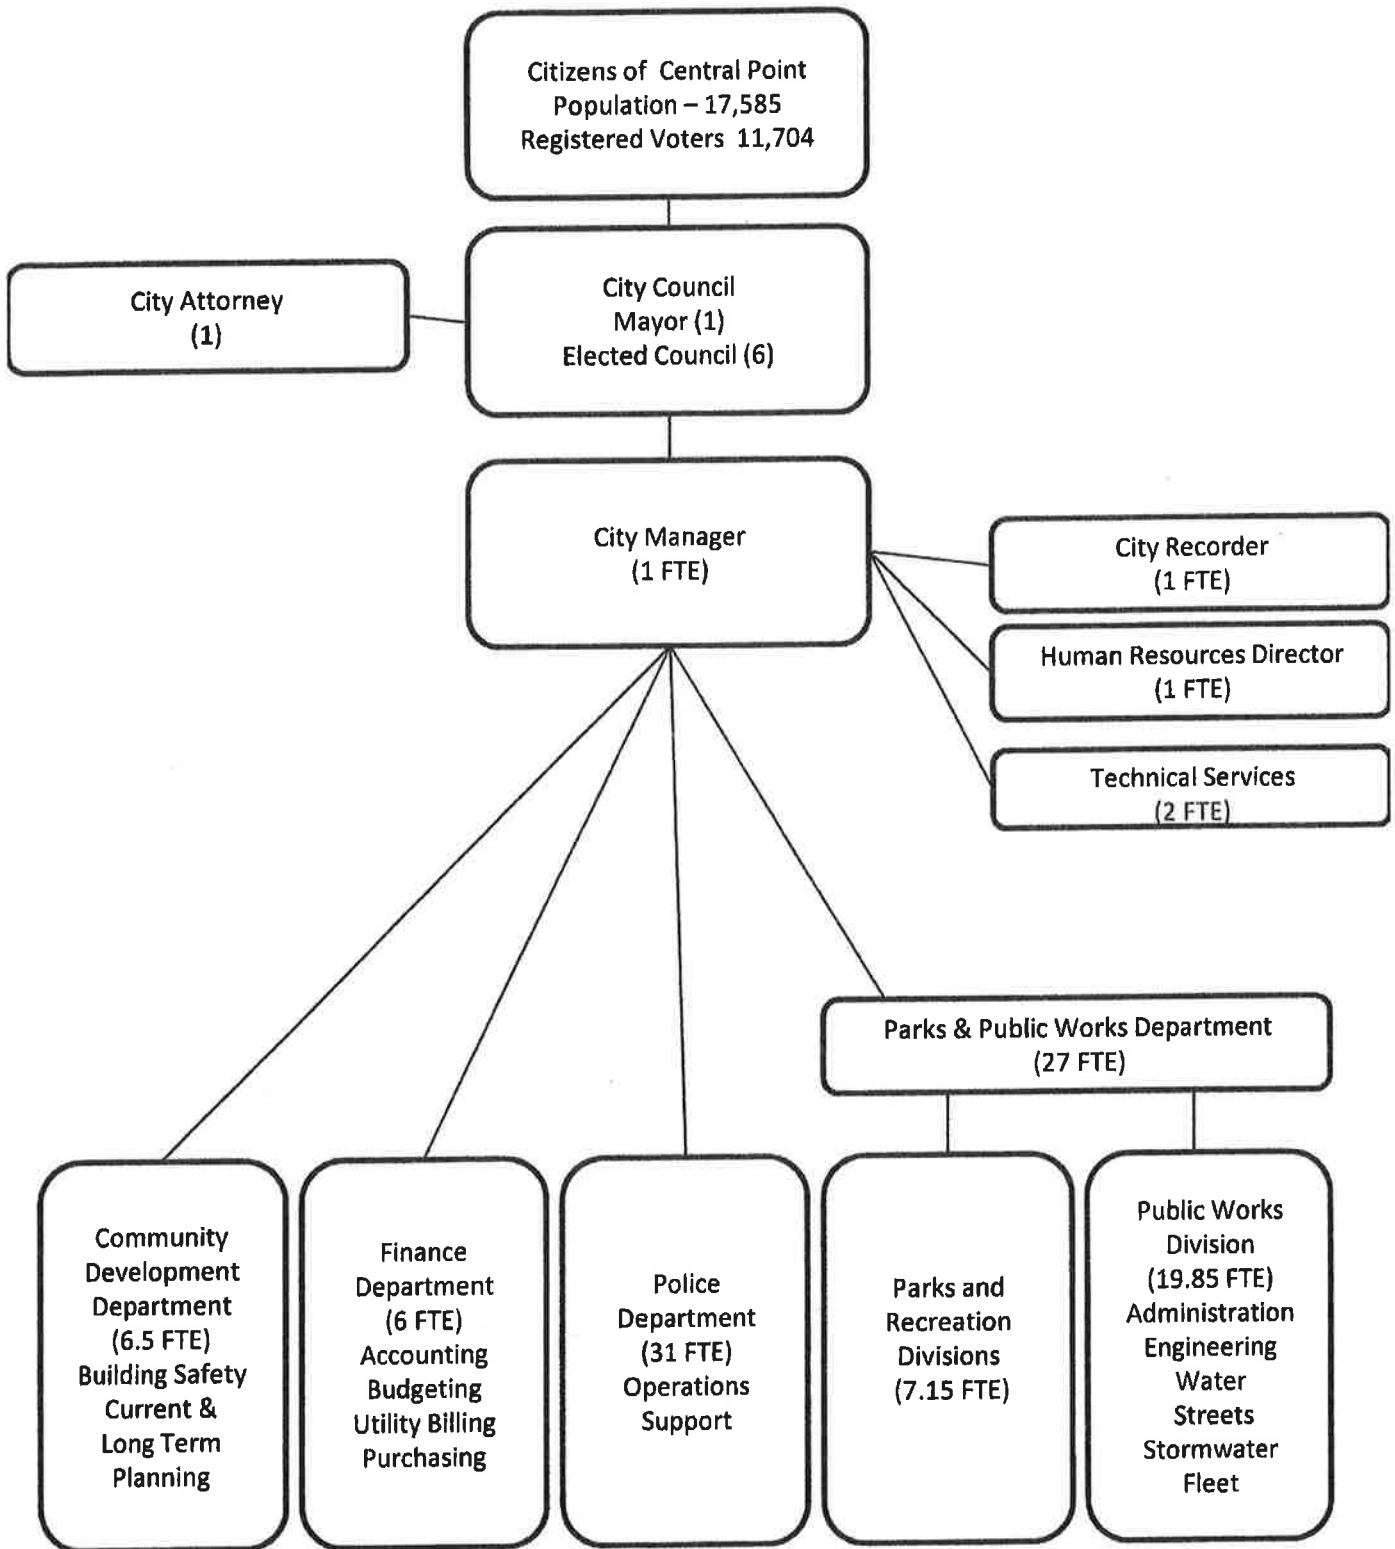 Citizens of Central Point
Population – 17,585
Registered Voters 11,704
City Attorney
(1)
City Council
Mayor (1)
Elected Council (6)
City Manager
(1 FTE)
City Recorder
(1 FTE)
Human Resources Director
(1 FTE)
Technical Services
(2 FTE)
Parks & Public Works Department
(27 FTE)
Community
Development
Department
(6.5 FTE)
Building Safety
Current &
Long Term
Planning
Finance
Department
(6 FTE)
Accounting
Budgeting
Utility Billing
Purchasing
Police
Department
(31 FTE)
Operations
Support
Parks and
Recreation
Divisions
(7.15 FTE)
Public Works
Division
(19.85 FTE)
Administration
Engineering
Water
Streets
Stormwater
Fleet